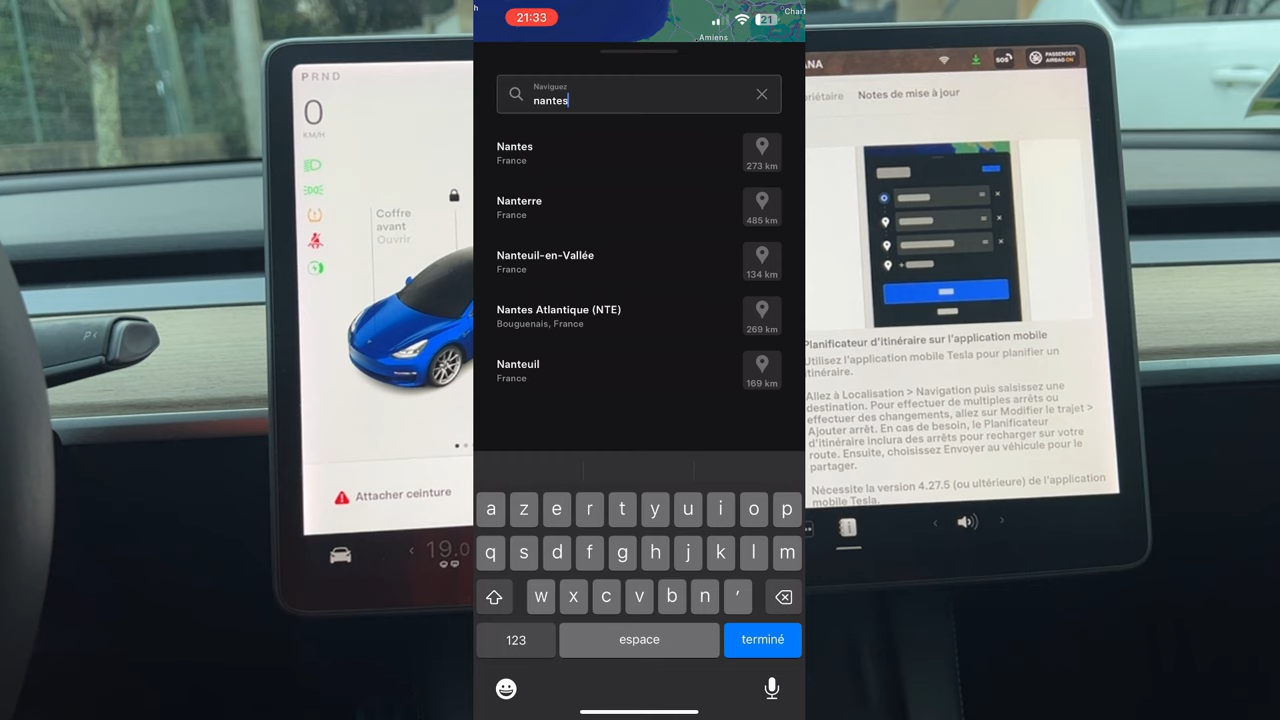 PRND
0
KM/H
Coffre
avant
Ouvrir
Attacher ceinture
19.0
21:33
21
Amiens
Naviguez
nantes
Nantes
France
273 km
Nanterre
France
485 km
Nanteuil-en-Vallée
France
134 km
Nantes Atlantique (NTE)
Bouguenais, France
269 km
Nanteuil
France
169 km
a z e r t y u i o p
q s d f g h j k l m
w x c v b n ′
123 espace terminé
ANA
SOS
PASSENGER
AIRBAG ON
riétaire Notes de mise à jour
Planificateur d'itinéraire sur l'application mobile
Utilisez l'application mobile Tesla pour planifier un
itinéraire.
Allez à Localisation > Navigation puis saisissez une
destination. Pour effectuer de multiples arrêts ou
effectuer des changements, allez sur Modifier le trajet >
Ajouter arrêt. En cas de besoin, le Planificateur
d'itinéraire inclura des arrêts pour recharger sur votre
route. Ensuite, choisissez Envoyer au véhicule pour le
partager.
Nécessite la version 4.27.5 (ou ultérieure) de l'application
mobile Tesla.